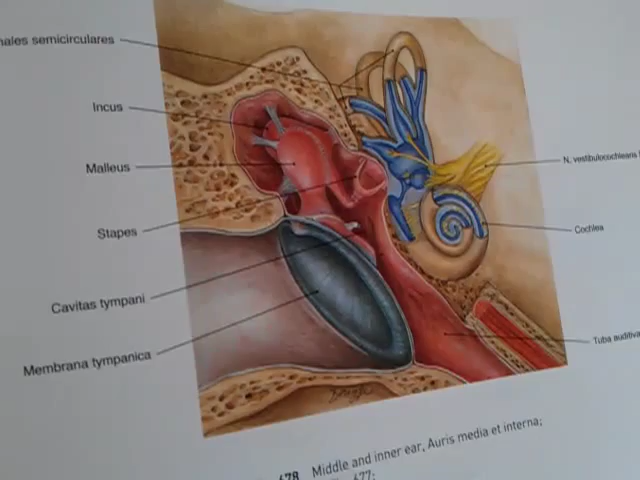 nales semicirculares
Incus
Malleus
Stapes
Cavitas tympani
Membrana tympanica
N. vestibulocochlearis
Cochlea
Tuba auditiva
478 Middle and inner ear, Auris media et interna;
477;